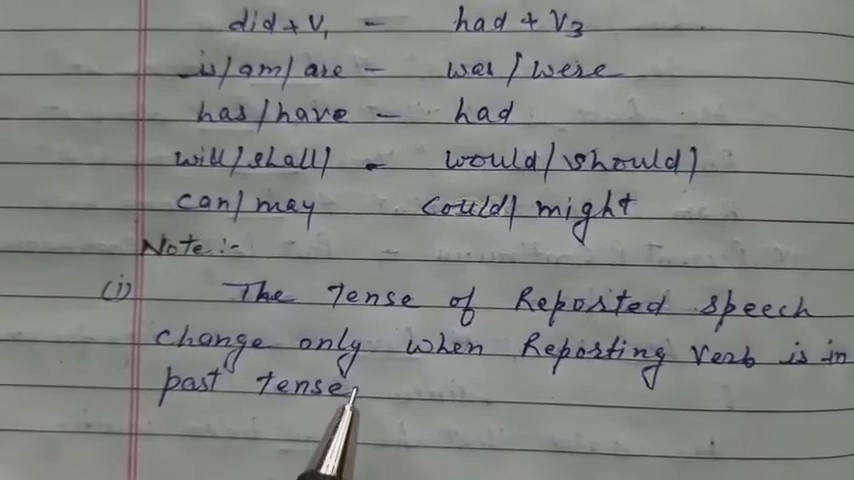 did + V₁ - had + V₃
is/am/are - was/were
has/have - had
will/shall/ - would/should/
can/may could/might
Note:-
(i) The Tense of Reported speech
change only when Reporting Verb is in
past tense